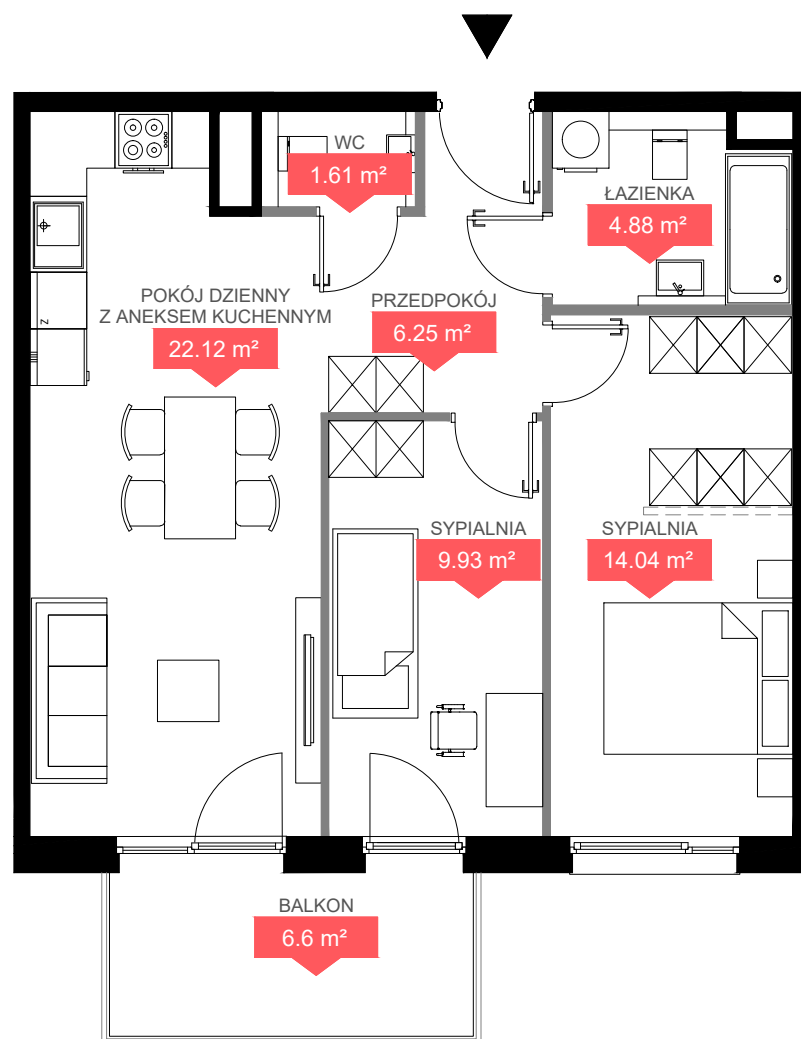 WC
1.61 m²
ŁAZIENKA
4.88 m²
POKÓJ DZIENNY
Z ANEKSEM KUCHENNYM
22.12 m²
PRZEDPOKÓJ
6.25 m²
Z
SYPIALNIA
9.93 m²
SYPIALNIA
14.04 m²
BALKON
6.6 m²